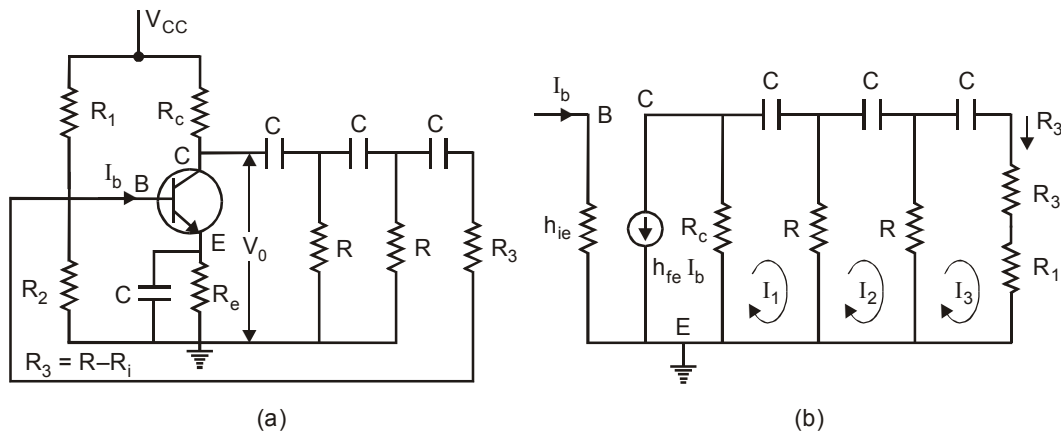 V_CC
R_1
R_c
C
C
C
C
I_b
B
E
V_0
R
R
R_3
R_2
C
R_e
R_3 = R–R_i
(a)
I_b
B
C
C
C
C
R_3
h_ie
R_c
R
R
R_3
h_fe I_b
R_1
I_1
I_2
I_3
E
(b)